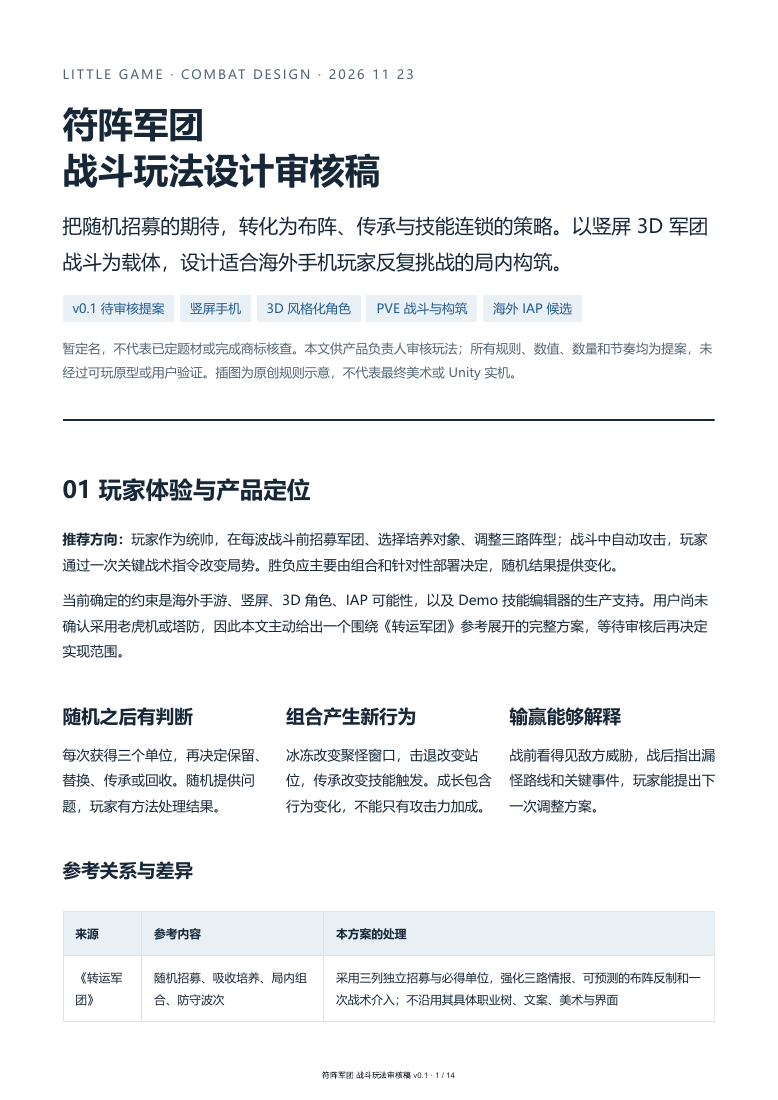 LITTLE GAME · COMBAT DESIGN · 2026 11 23
符阵军团
战斗玩法设计审核稿
把随机招募的期待，转化为布阵、传承与技能连锁的策略。以竖屏 3D 军团
战斗为载体，设计适合海外手机玩家反复挑战的局内构筑。
v0.1 待审核提案 竖屏手机 3D 风格化角色 PVE 战斗与构筑 海外 IAP 候选
暂定名，不代表已定题材或完成商标核查。本文供产品负责人审核玩法；所有规则、数值、数量和节奏均为提案，未
经过可玩原型或用户验证。插图为原创规则示意，不代表最终美术或 Unity 实机。
01 玩家体验与产品定位
推荐方向：玩家作为统帅，在每波战斗前招募军团、选择培养对象、调整三路阵型；战斗中自动攻击，玩家
通过一次关键战术指令改变局势。胜负应主要由组合和针对性部署决定，随机结果提供变化。
当前确定的约束是海外手游、竖屏、3D 角色、IAP 可能性，以及 Demo 技能编辑器的生产支持。用户尚未
确认采用老虎机或塔防，因此本文主动给出一个围绕《转运军团》参考展开的完整方案，等待审核后再决定
实现范围。
随机之后有判断
每次获得三个单位，再决定保留、
替换、传承或回收。随机提供问
题，玩家有方法处理结果。
组合产生新行为
冰冻改变聚怪窗口，击退改变站
位，传承改变技能触发。成长包含
行为变化，不能只有攻击力加成。
输赢能够解释
战前看得见敌方威胁，战后指出漏
怪路线和关键事件，玩家能提出下
一次调整方案。
参考关系与差异
来源 参考内容 本方案的处理
《转运军
团》
随机招募、吸收培养、局内组
合、防守波次
采用三列独立招募与必得单位，强化三路情报、可预测的布阵反制和一
次战术介入；不沿用其具体职业树、文案、美术与界面
符阵军团 战斗玩法审核稿 v0.1 · 1 / 14